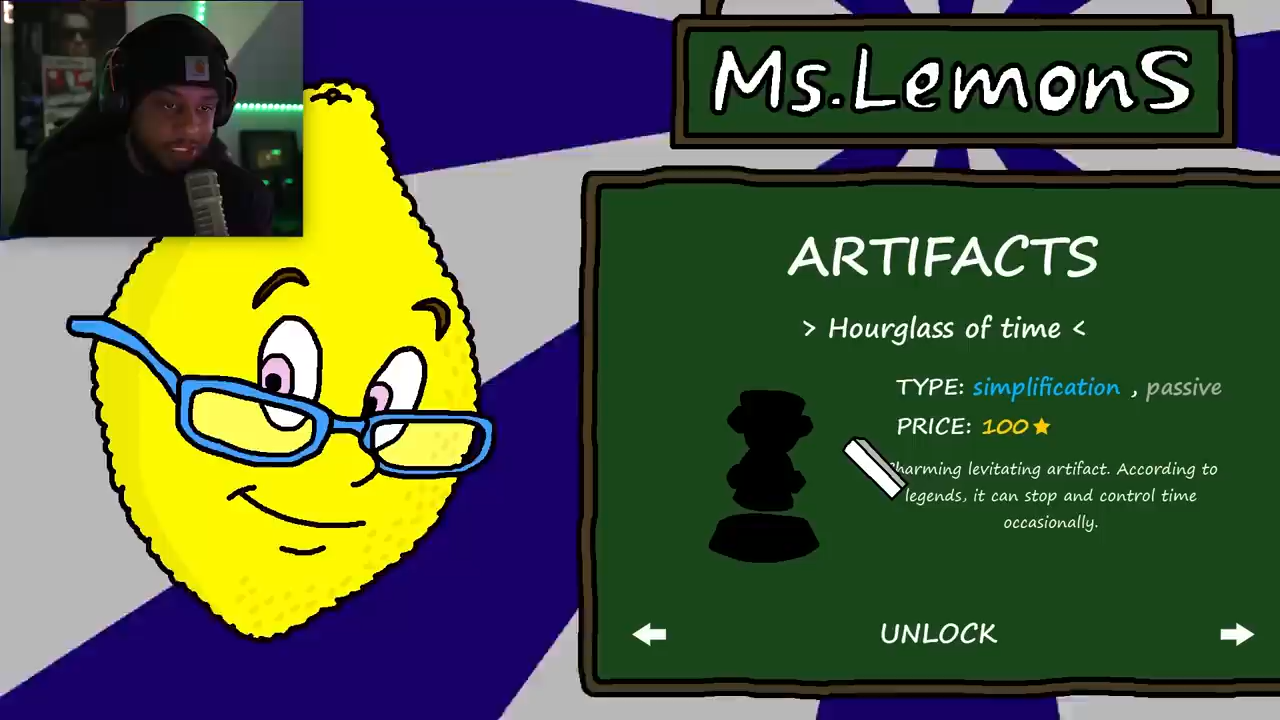 Ms.LemonS
ARTIFACTS
> Hourglass of time <
TYPE: simplification , passive
PRICE: 100★
Charming levitating artifact. According to
legends, it can stop and control time
occasionally.
UNLOCK